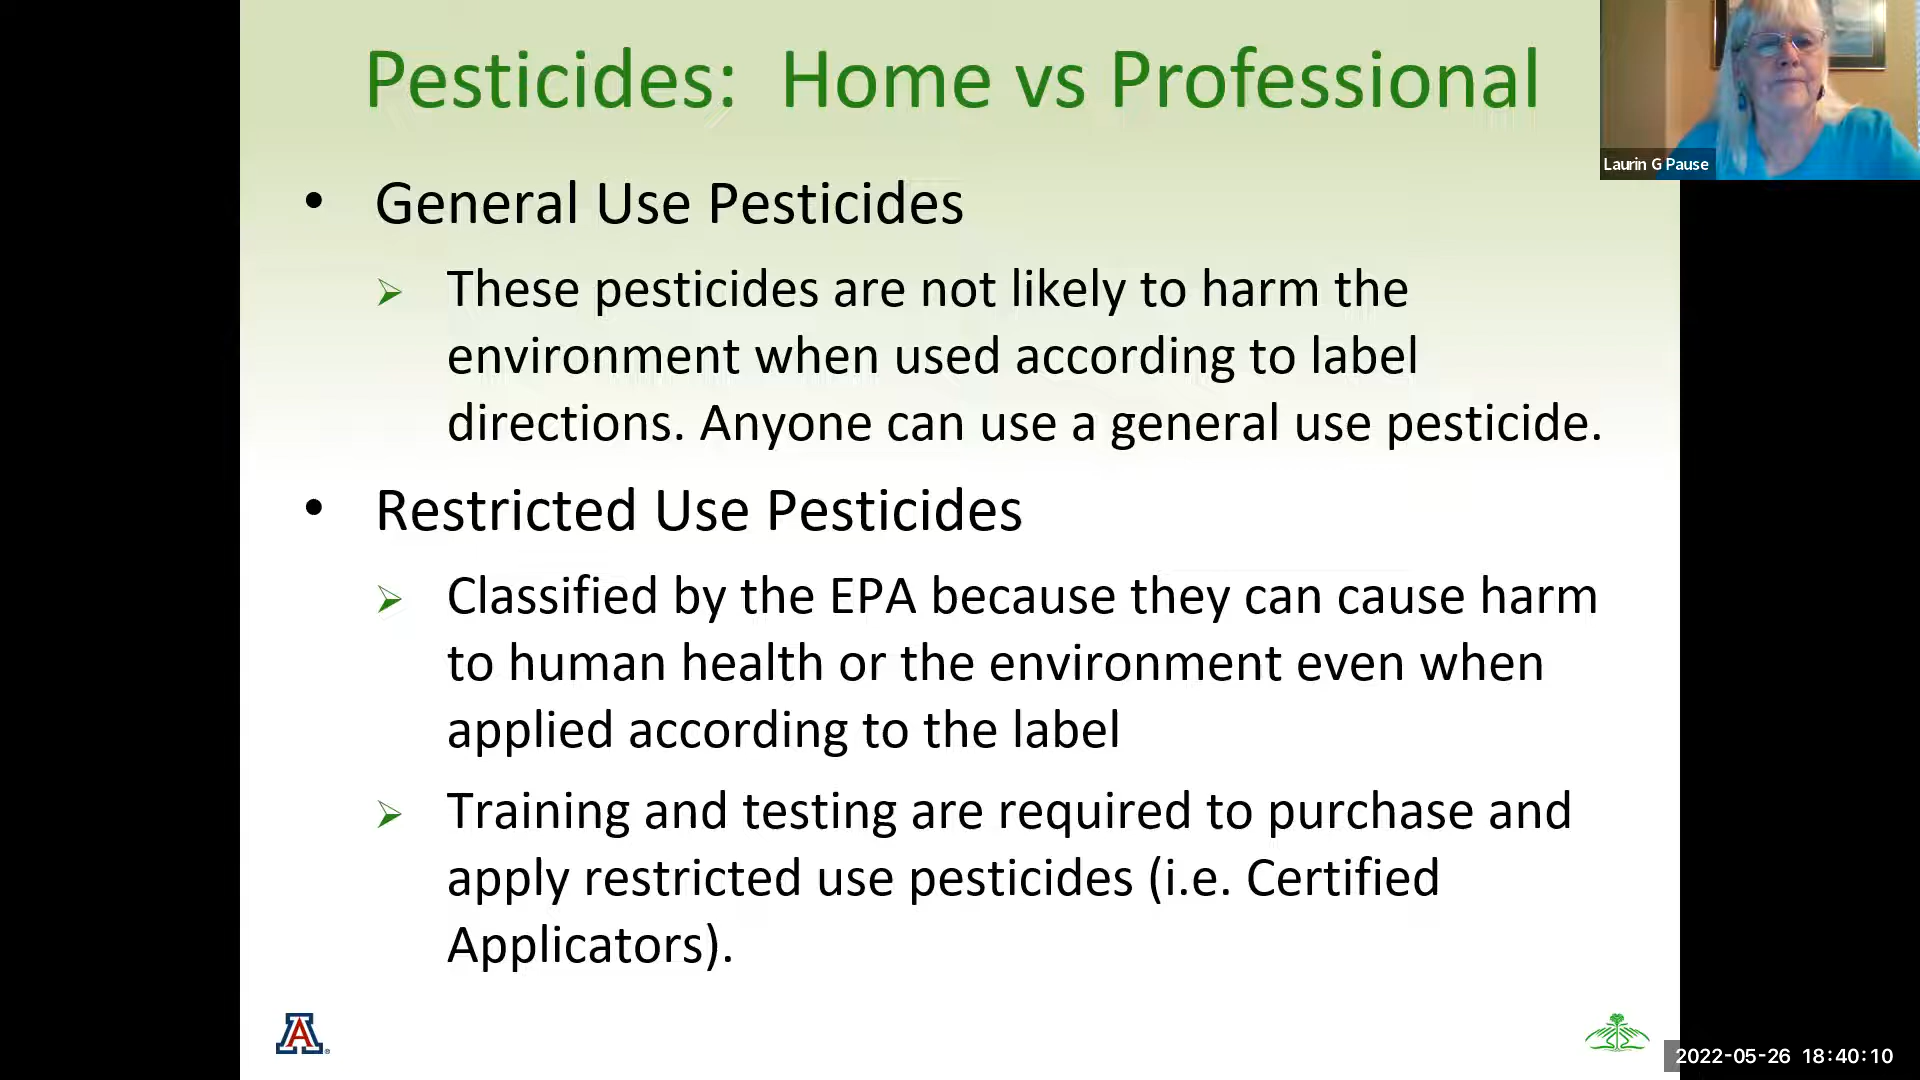 Pesticides: Home vs Professional
Laurin G Pause
• General Use Pesticides
➢ These pesticides are not likely to harm the
environment when used according to label
directions. Anyone can use a general use pesticide.
• Restricted Use Pesticides
➢ Classified by the EPA because they can cause harm
to human health or the environment even when
applied according to the label
➢ Training and testing are required to purchase and
apply restricted use pesticides (i.e. Certified
Applicators).
A
2022-05-26 18:40:10